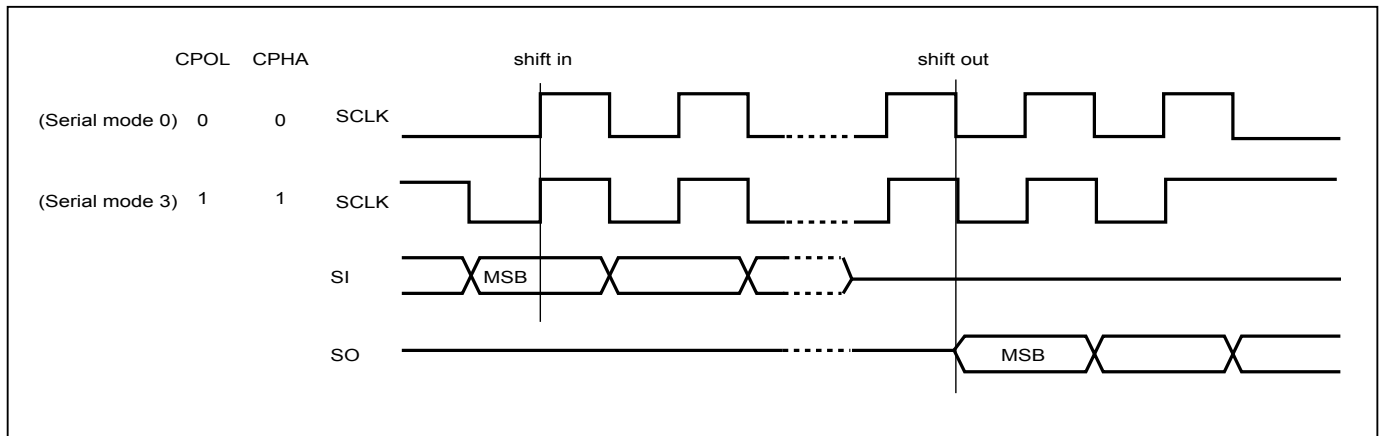 CPOL CPHA shift in shift out
(Serial mode 0) 0 0 SCLK
(Serial mode 3) 1 1 SCLK
SI MSB
SO MSB